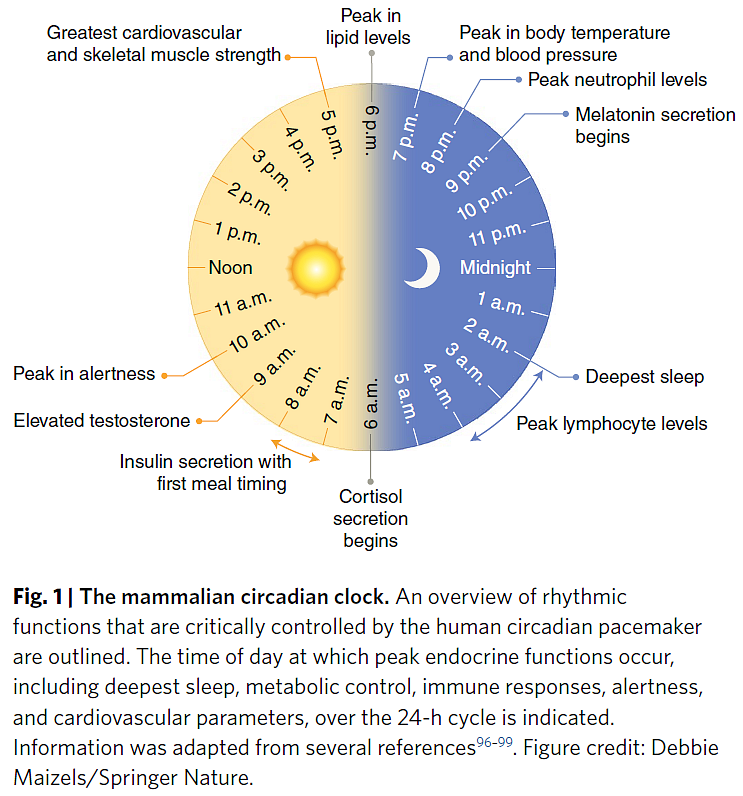 Greatest cardiovascular
and skeletal muscle strength
Peak in
lipid levels
Peak in body temperature
and blood pressure
Peak neutrophil levels
Melatonin secretion
begins
5 p.m.
6 p.m.
7 p.m.
4 p.m.
8 p.m.
3 p.m.
9 p.m.
2 p.m.
10 p.m.
1 p.m.
11 p.m.
Noon
Midnight
11 a.m.
1 a.m.
10 a.m.
2 a.m.
9 a.m.
3 a.m.
8 a.m.
4 a.m.
7 a.m.
6 a.m.
5 a.m.
Peak in alertness
Deepest sleep
Elevated testosterone
Peak lymphocyte levels
Insulin secretion with
first meal timing
Cortisol
secretion
begins
Fig. 1 | The mammalian circadian clock. An overview of rhythmic
functions that are critically controlled by the human circadian pacemaker
are outlined. The time of day at which peak endocrine functions occur,
including deepest sleep, metabolic control, immune responses, alertness,
and cardiovascular parameters, over the 24-h cycle is indicated.
Information was adapted from several references96-99. Figure credit: Debbie
Maizels/Springer Nature.